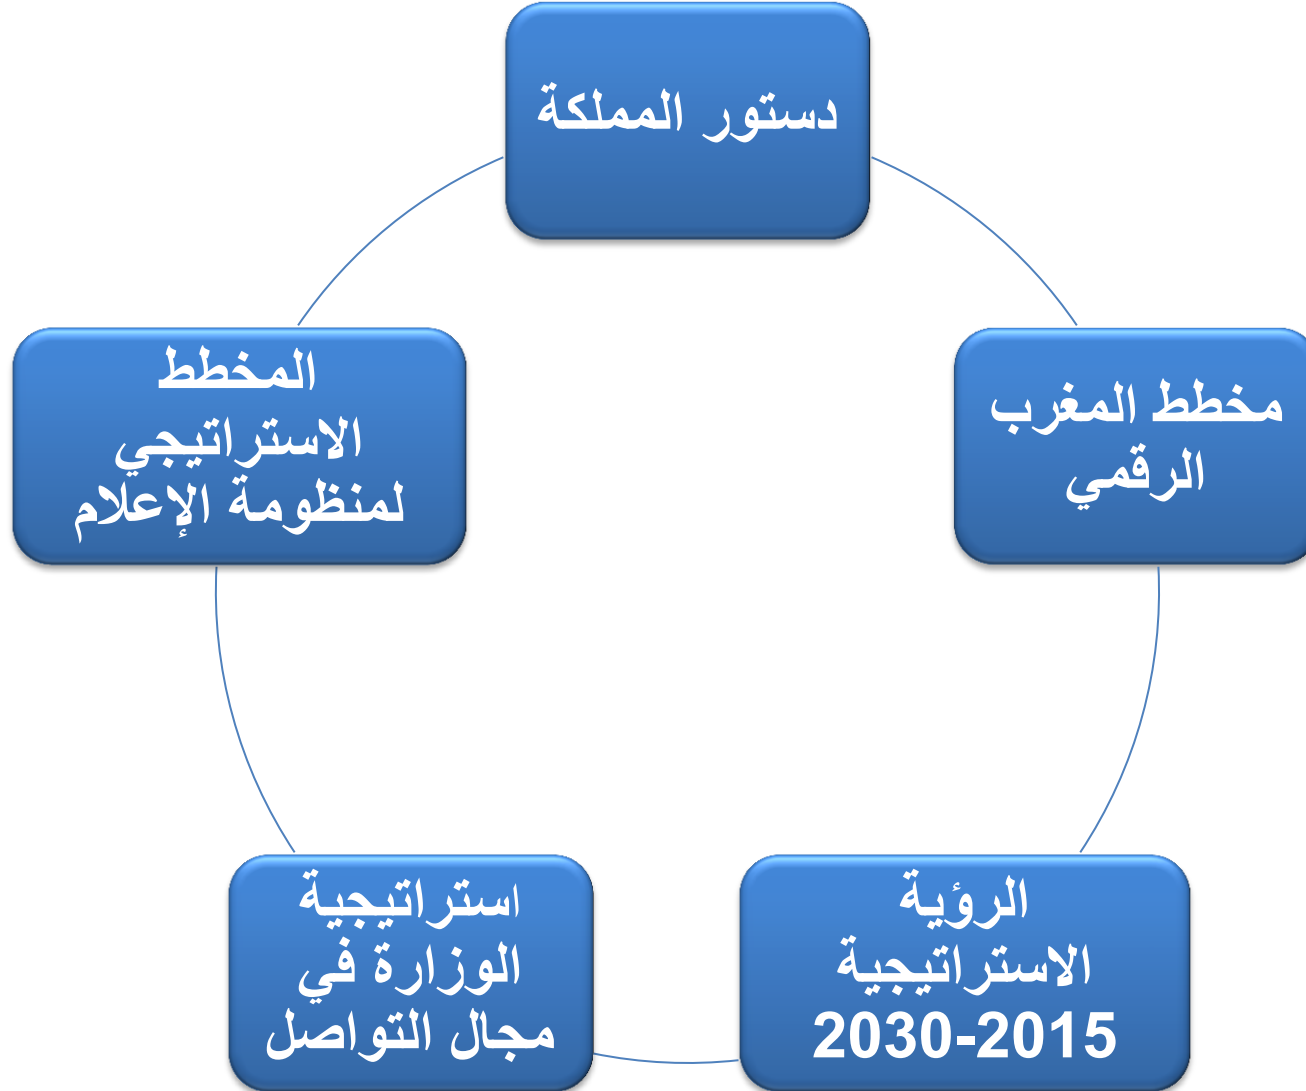 دستور المملكة
مخطط المغرب
الرقمي
الرؤية
الاستراتيجية
2030-2015
استراتيجية
الوزارة في
مجال التواصل
المخطط
الاستراتيجي
لمنظومة الإعلام